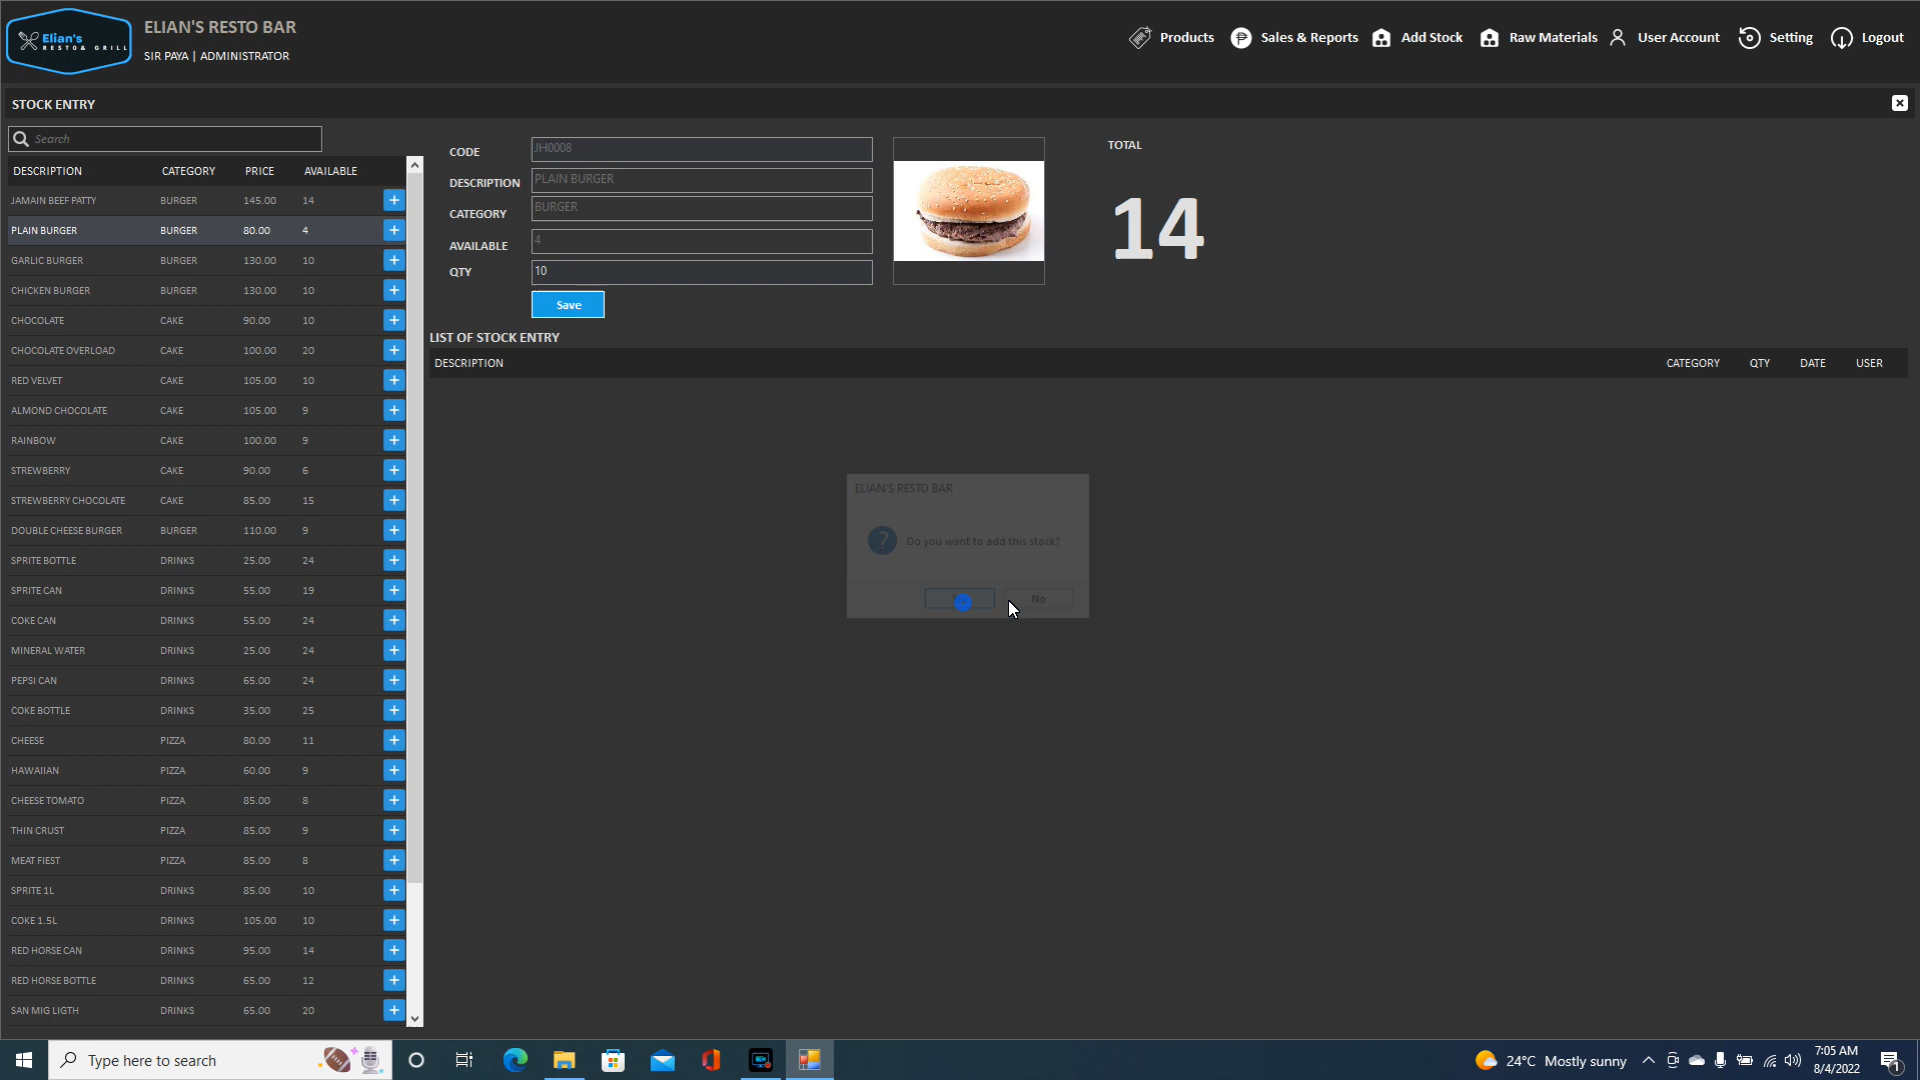 Elian's
RESTO & GRILL
ELIAN'S RESTO BAR
SIR PAYA | ADMINISTRATOR
Products
Sales & Reports
Add Stock
Raw Materials
User Account
Setting
Logout
STOCK ENTRY
Search
DESCRIPTION CATEGORY PRICE AVAILABLE
JAMAIN BEEF PATTY BURGER 145.00 14 +
PLAIN BURGER BURGER 80.00 4 +
GARLIC BURGER BURGER 130.00 10 +
CHICKEN BURGER BURGER 130.00 10 +
CHOCOLATE CAKE 90.00 10 +
CHOCOLATE OVERLOAD CAKE 100.00 20 +
RED VELVET CAKE 105.00 10 +
ALMOND CHOCOLATE CAKE 105.00 9 +
RAINBOW CAKE 100.00 9 +
STREWBERRY CAKE 90.00 6 +
STREWBERRY CHOCOLATE CAKE 85.00 15 +
DOUBLE CHEESE BURGER BURGER 110.00 9 +
SPRITE BOTTLE DRINKS 25.00 24 +
SPRITE CAN DRINKS 55.00 19 +
COKE CAN DRINKS 55.00 24 +
MINERAL WATER DRINKS 25.00 24 +
PEPSI CAN DRINKS 65.00 24 +
COKE BOTTLE DRINKS 35.00 25 +
CHEESE PIZZA 80.00 11 +
HAWAIIAN PIZZA 60.00 9 +
CHEESE TOMATO PIZZA 85.00 8 +
THIN CRUST PIZZA 85.00 9 +
MEAT FIEST PIZZA 85.00 8 +
SPRITE 1L DRINKS 85.00 10 +
COKE 1.5L DRINKS 105.00 10 +
RED HORSE CAN DRINKS 95.00 14 +
RED HORSE BOTTLE DRINKS 65.00 12 +
SAN MIG LIGTH DRINKS 65.00 20 +
CODE JH0008
DESCRIPTION PLAIN BURGER
CATEGORY BURGER
AVAILABLE 4
QTY 10
Save
TOTAL
14
LIST OF STOCK ENTRY
DESCRIPTION CATEGORY QTY DATE USER
ELIAN'S RESTO BAR
Do you want to add this stock?
No
Type here to search
24°C Mostly sunny
7:05 AM
8/4/2022
1